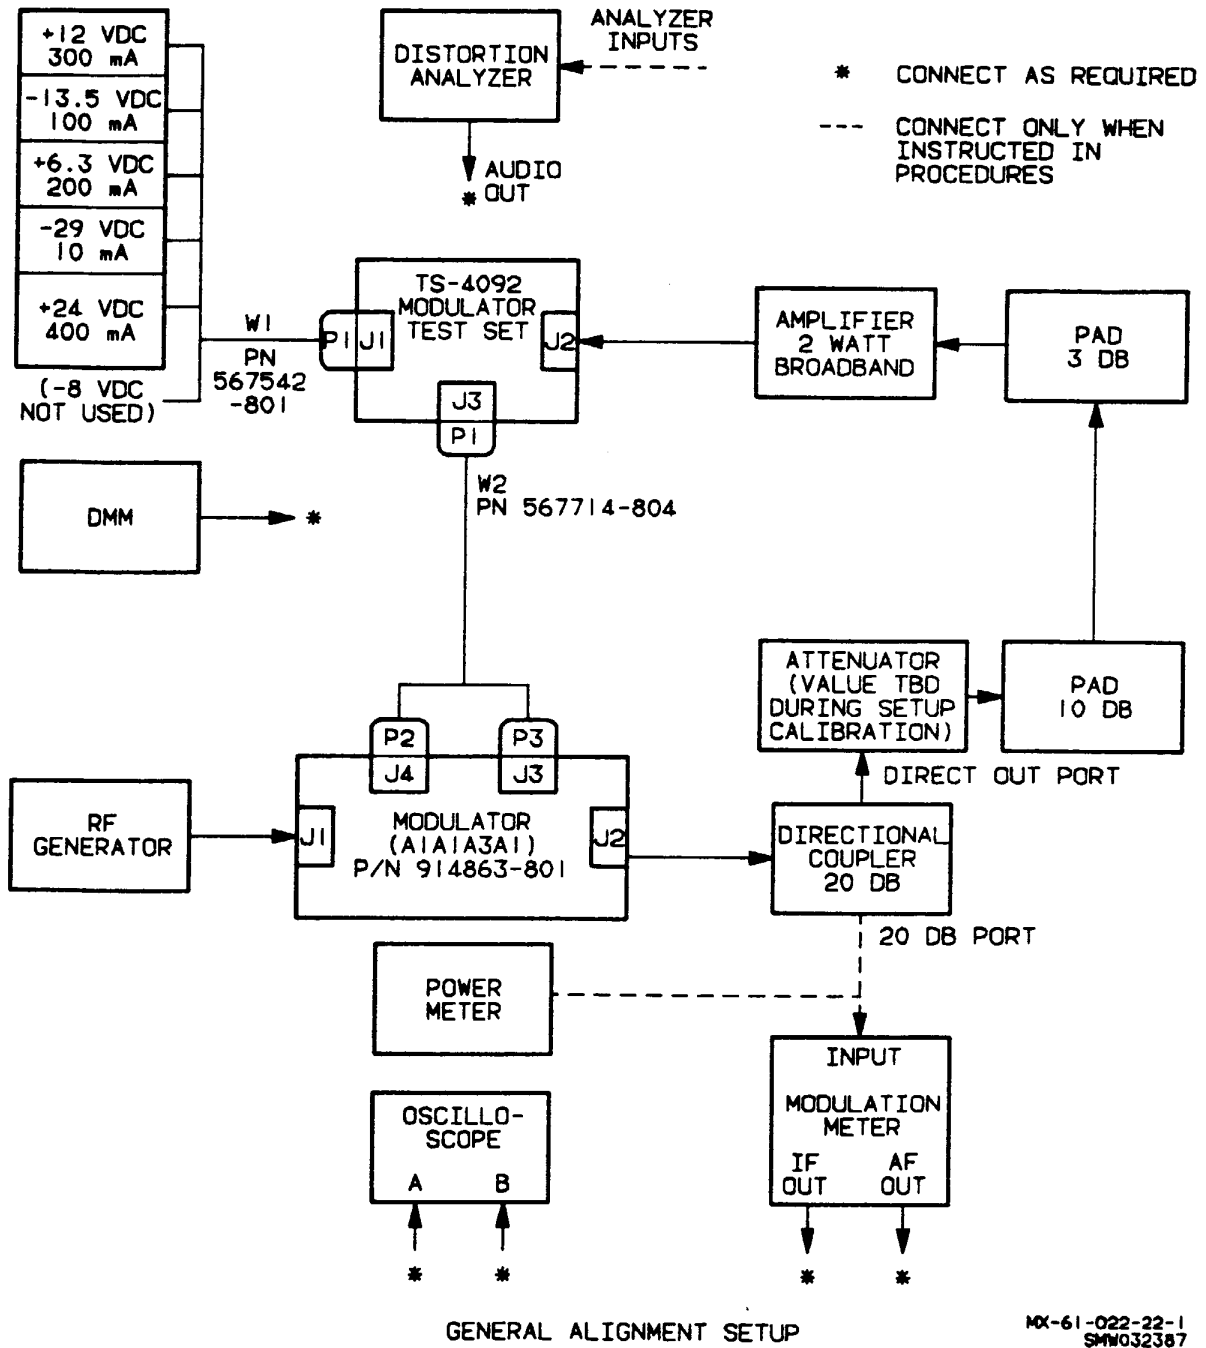 +12 VDC
300 mA
-13.5 VDC
100 mA
+6.3 VDC
200 mA
-29 VDC
10 mA
+24 VDC
400 mA
(-8 VDC
NOT USED)
DISTORTION
ANALYZER
ANALYZER
INPUTS
AUDIO
* OUT
* CONNECT AS REQUIRED
--- CONNECT ONLY WHEN
INSTRUCTED IN
PROCEDURES
W1
PN
567542
-801
P1 J1
TS-4092
MODULATOR
TEST SET
J2
J3
P1
AMPLIFIER
2 WATT
BROADBAND
PAD
3 DB
DMM
*
W2
PN 567714-804
ATTENUATOR
(VALUE TBD
DURING SETUP
CALIBRATION)
PAD
10 DB
DIRECT OUT PORT
P2
J4
P3
J3
RF
GENERATOR
J1
MODULATOR
(A1A1A3A1)
P/N 914863-801
J2
DIRECTIONAL
COUPLER
20 DB
20 DB PORT
POWER
METER
OSCILLO-
SCOPE
A B
* *
INPUT
MODULATION
METER
IF
OUT
AF
OUT
* *
GENERAL ALIGNMENT SETUP
MX-61-022-22-1
SMW032387